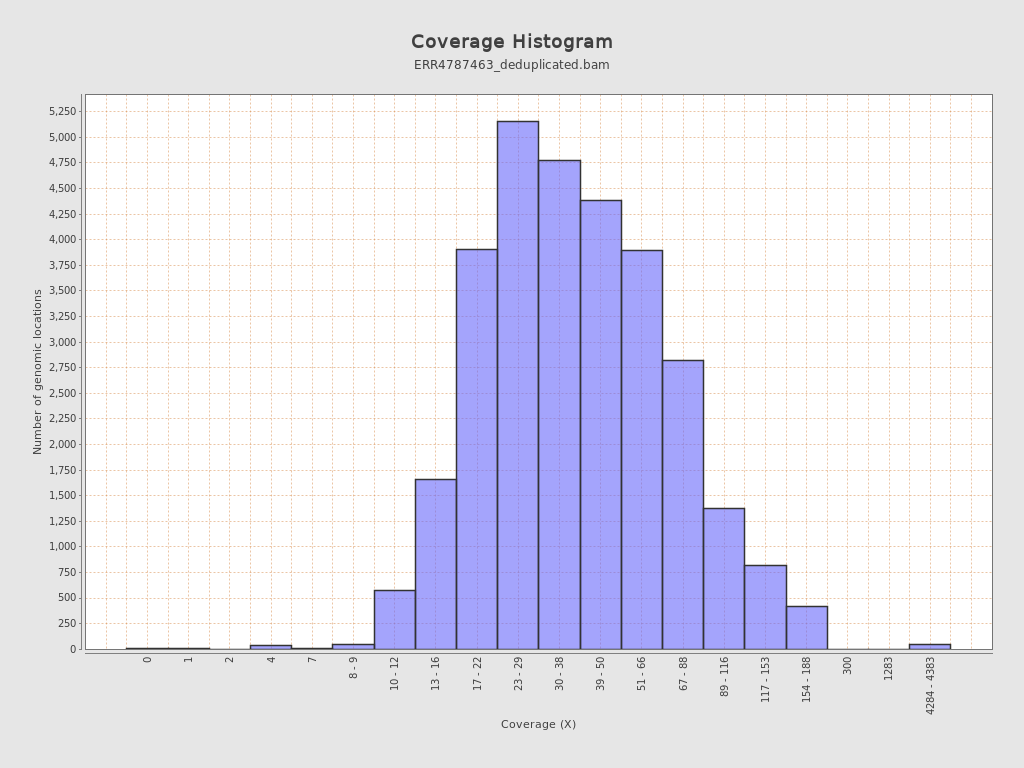 Coverage Histogram
ERR4787463_deduplicated.bam
Number of genomic locations
5,250
5,000
4,750
4,500
4,250
4,000
3,750
3,500
3,250
3,000
2,750
2,500
2,250
2,000
1,750
1,500
1,250
1,000
750
500
250
0
0
1
2
4
7
8 - 9
10 - 12
13 - 16
17 - 22
23 - 29
30 - 38
39 - 50
51 - 66
67 - 88
89 - 116
117 - 153
154 - 188
300
1283
4284 - 4383
Coverage (X)